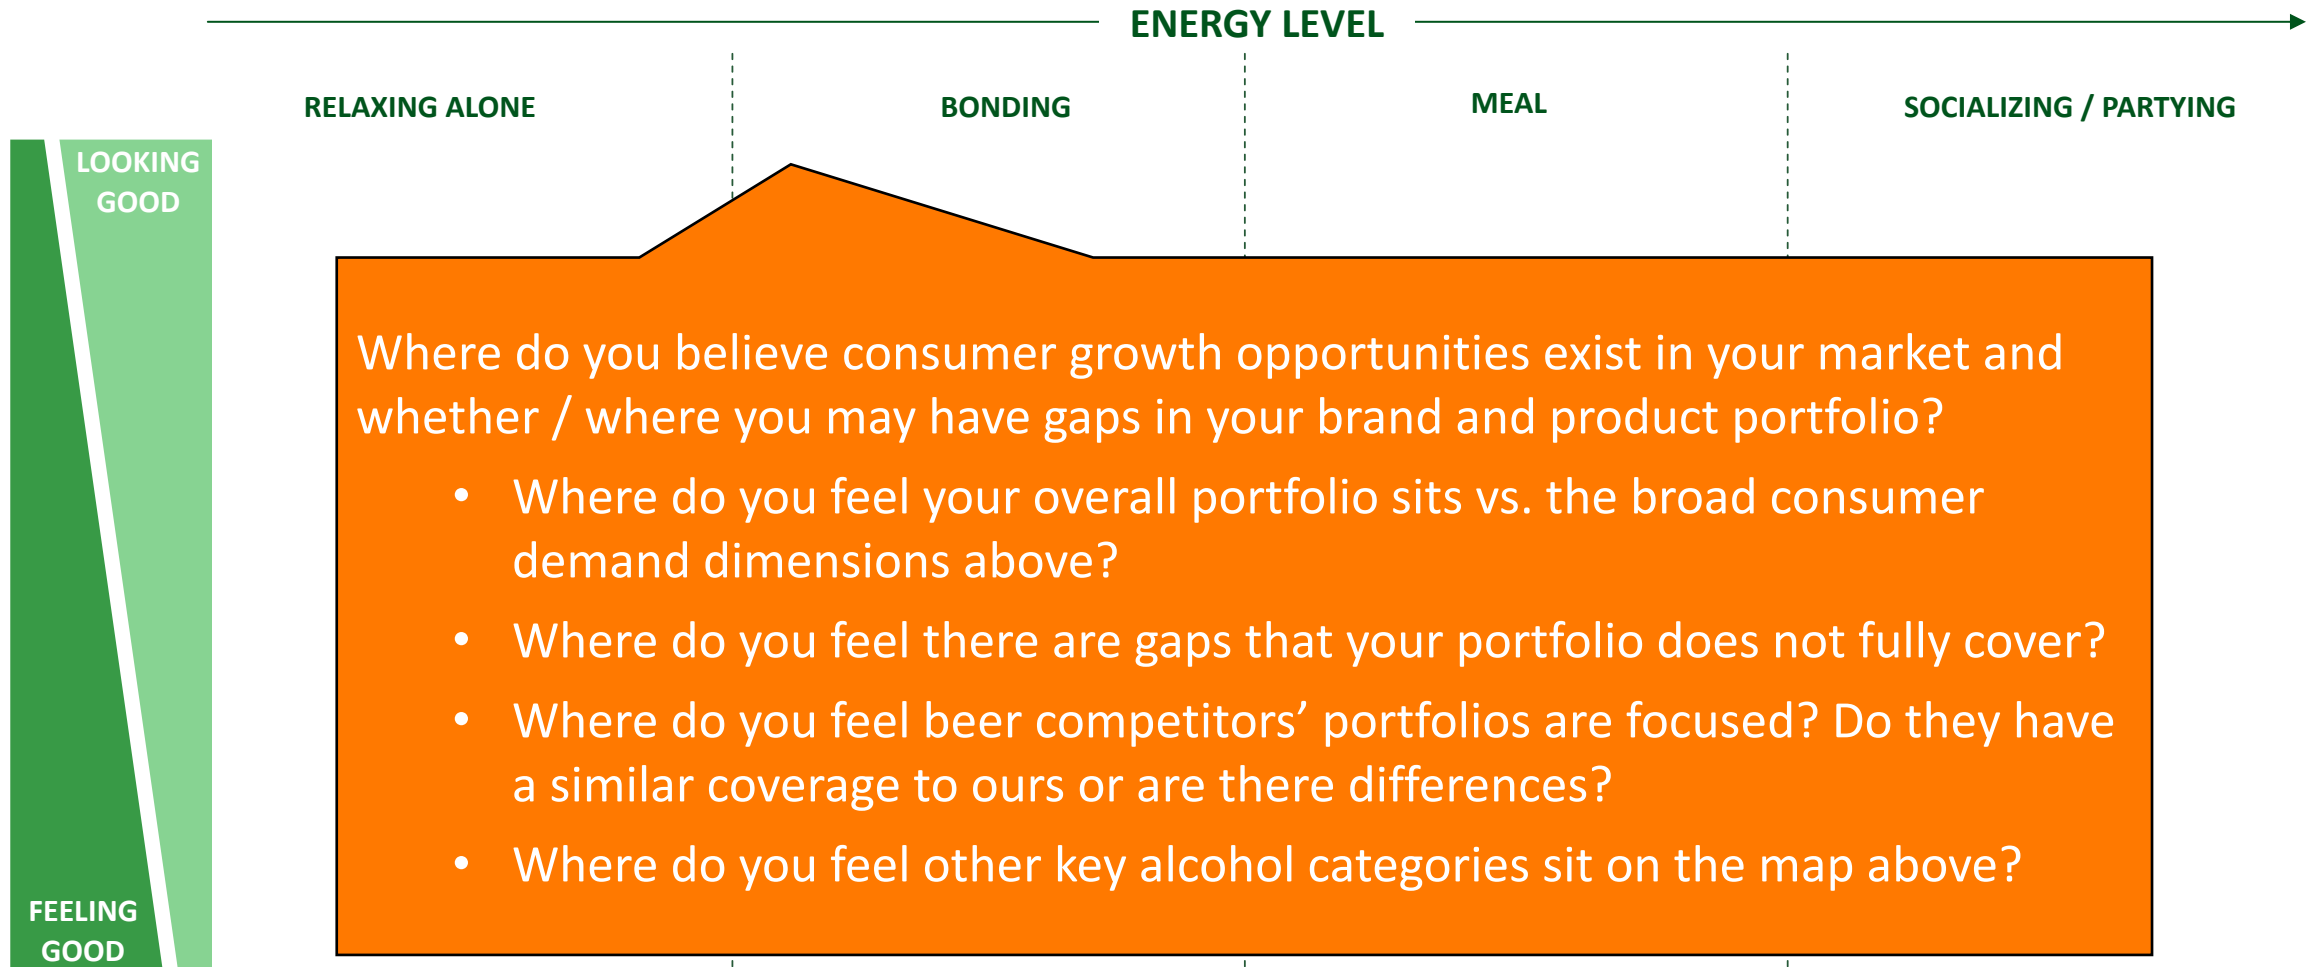 ENERGY LEVEL
RELAXING ALONE
BONDING
MEAL
SOCIALIZING / PARTYING
LOOKING
GOOD
Where do you believe consumer growth opportunities exist in your market and
whether / where you may have gaps in your brand and product portfolio?
• Where do you feel your overall portfolio sits vs. the broad consumer
demand dimensions above?
• Where do you feel there are gaps that your portfolio does not fully cover?
• Where do you feel beer competitors’ portfolios are focused? Do they have
a similar coverage to ours or are there differences?
• Where do you feel other key alcohol categories sit on the map above?
FEELING
GOOD